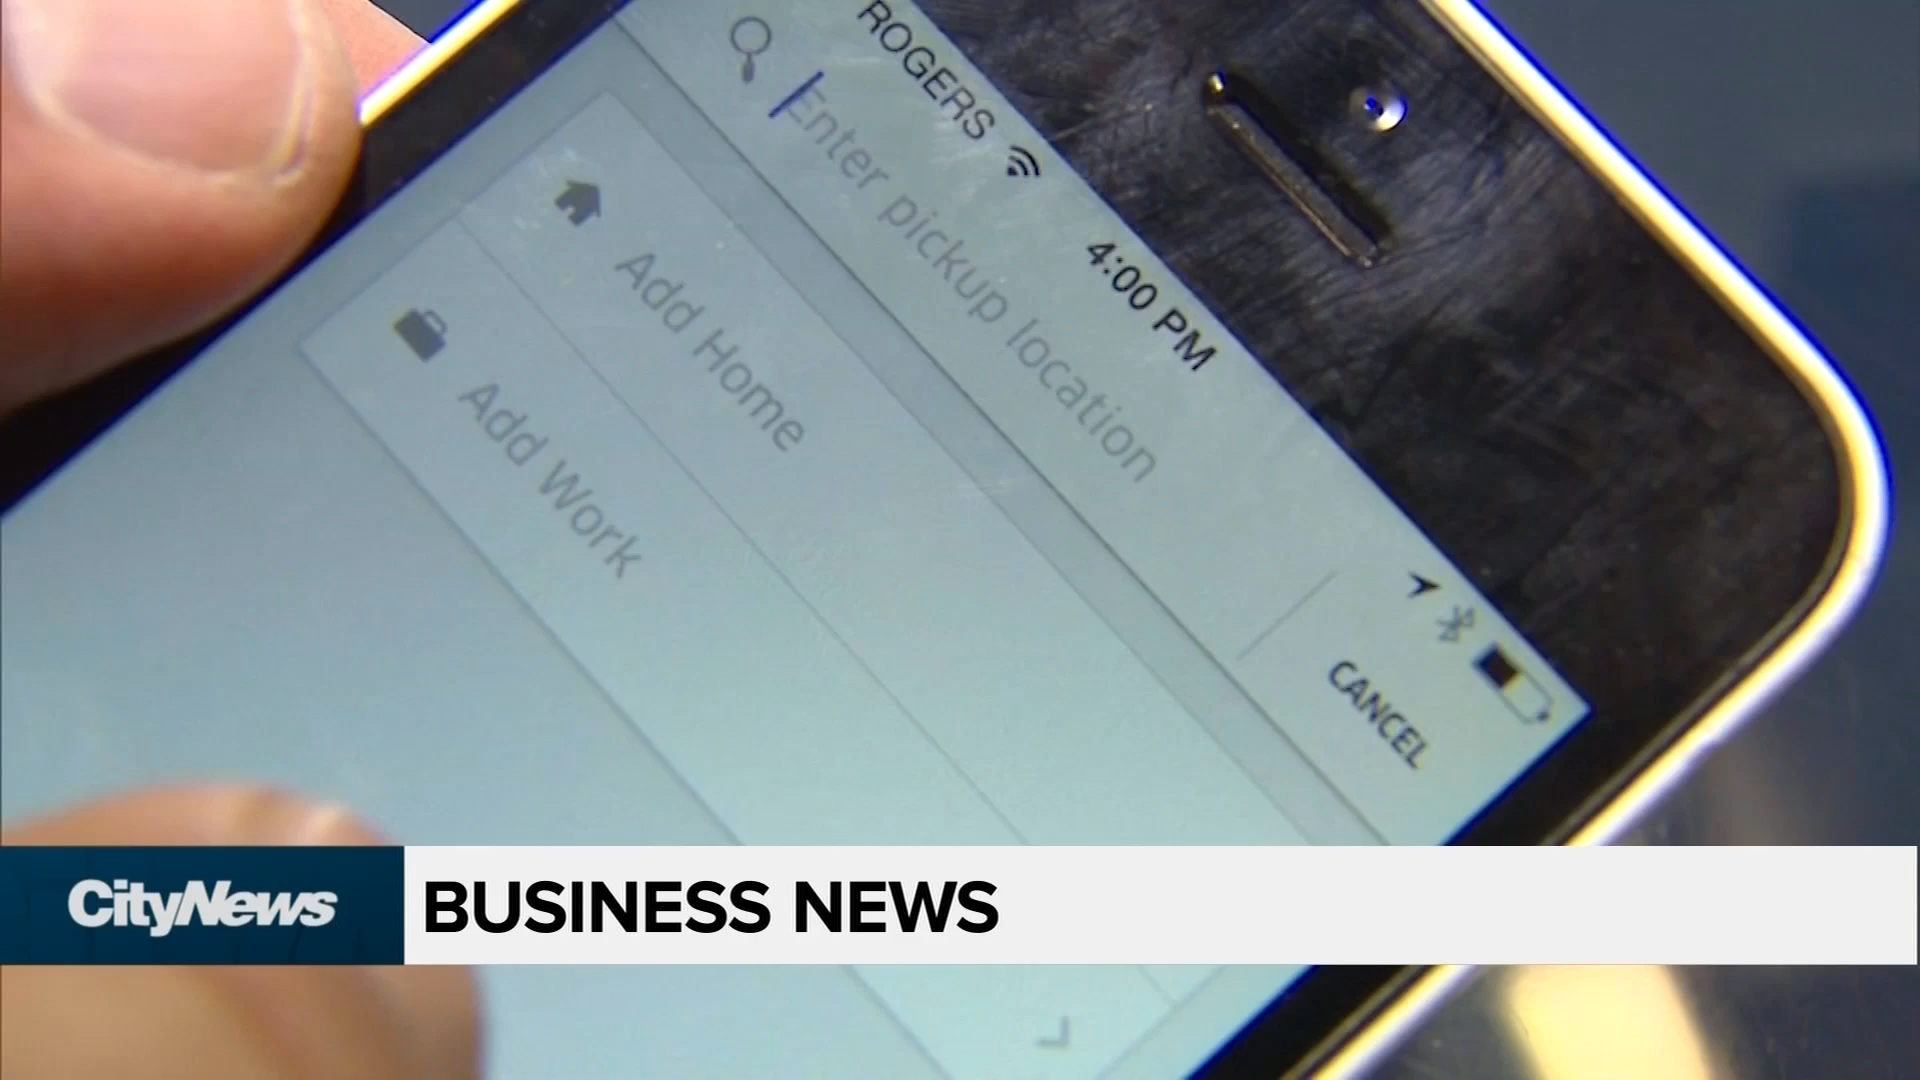 ROGERS 4:00 PM
Enter pickup location
CANCEL
Add Home
Add Work
CityNews
BUSINESS NEWS